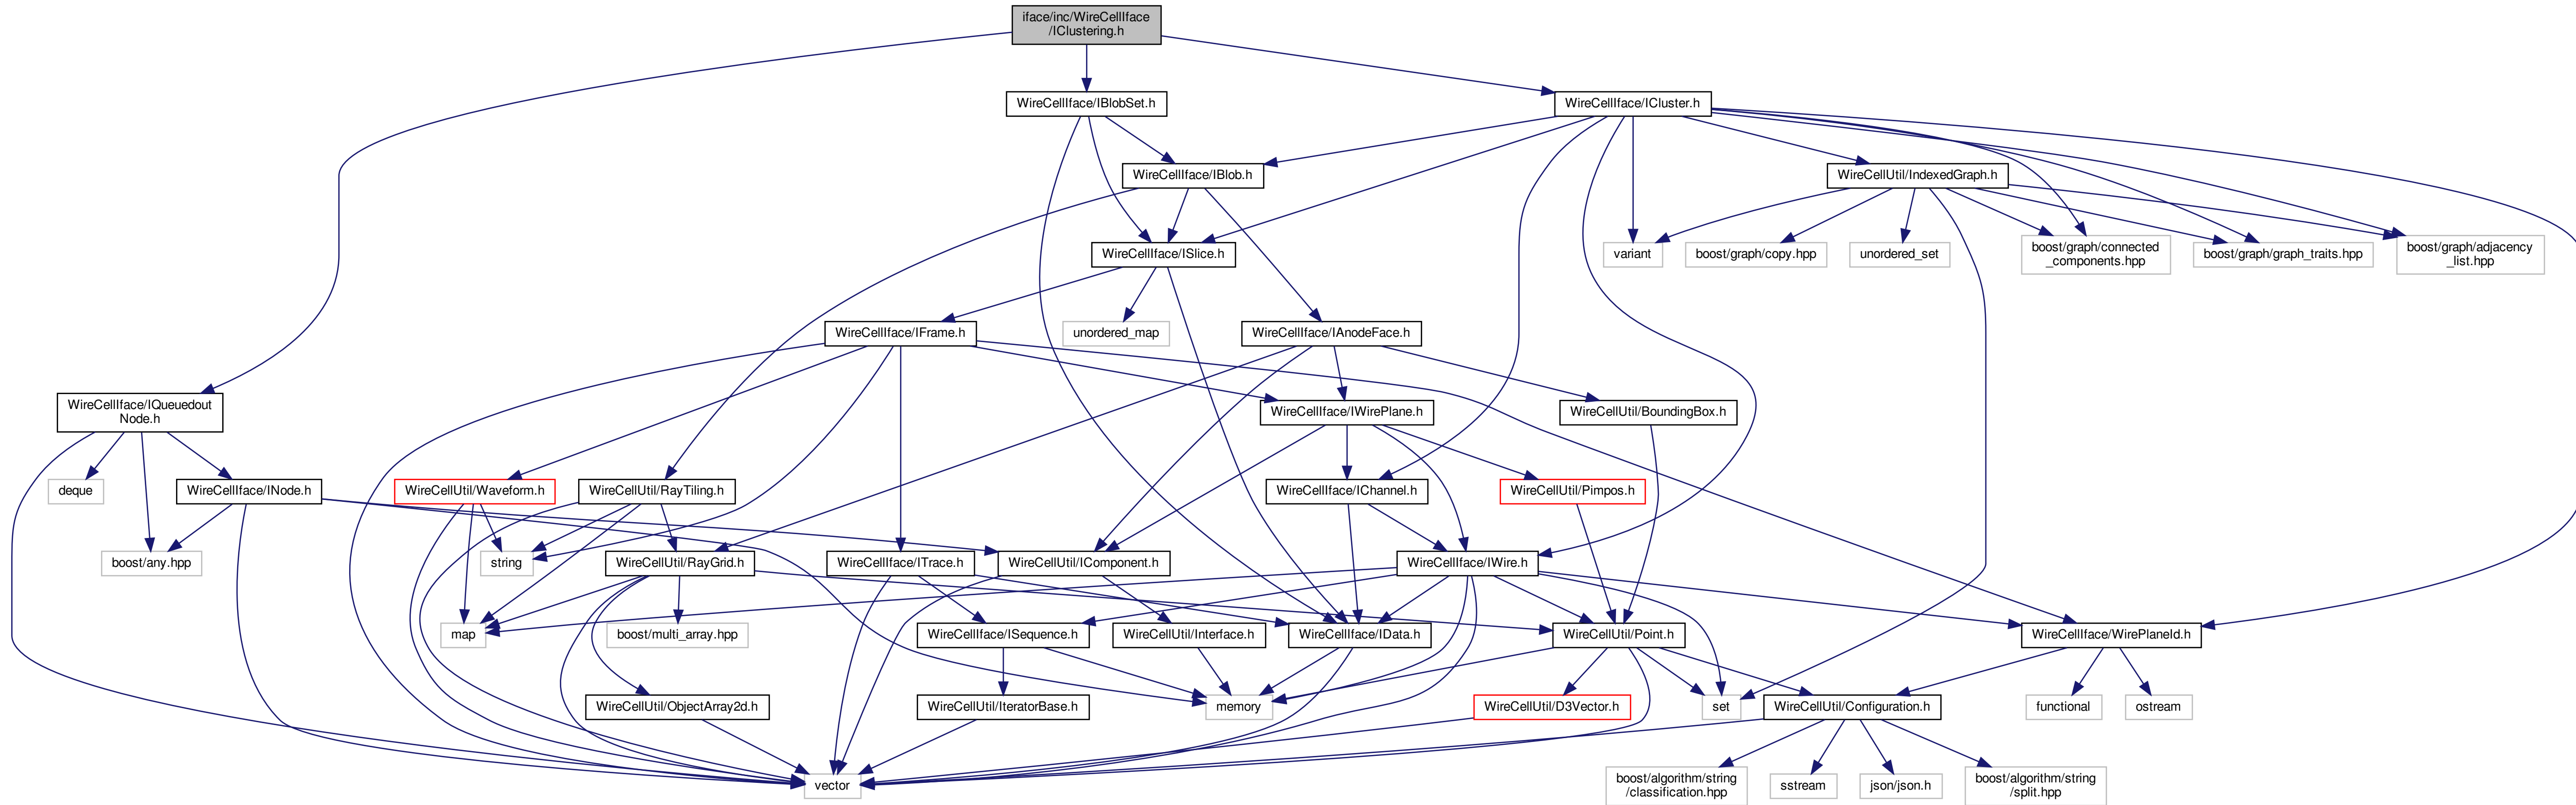 iface/inc/WireCellIface
/IClustering.h
WireCellIface/IBlobSet.h
WireCellIface/ICluster.h
WireCellIface/IBlob.h
WireCellUtil/IndexedGraph.h
WireCellIface/ISlice.h
variant
boost/graph/copy.hpp
unordered_set
boost/graph/connected
_components.hpp
boost/graph/graph_traits.hpp
boost/graph/adjacency
_list.hpp
WireCellIface/IFrame.h
unordered_map
WireCellIface/IAnodeFace.h
WireCellIface/IQueuedout
Node.h
WireCellIface/IWirePlane.h
WireCellUtil/BoundingBox.h
deque
WireCellIface/INode.h
WireCellUtil/Waveform.h
WireCellUtil/RayTiling.h
WireCellIface/IChannel.h
WireCellUtil/Pimpos.h
boost/any.hpp
string
WireCellUtil/RayGrid.h
WireCellIface/ITrace.h
WireCellUtil/IComponent.h
WireCellIface/IWire.h
map
boost/multi_array.hpp
WireCellIface/ISequence.h
WireCellUtil/Interface.h
WireCellIface/IData.h
WireCellUtil/Point.h
WireCellIface/WirePlaneId.h
WireCellUtil/ObjectArray2d.h
WireCellUtil/IteratorBase.h
memory
WireCellUtil/D3Vector.h
set
WireCellUtil/Configuration.h
functional
ostream
vector
boost/algorithm/string
/classification.hpp
sstream
json/json.h
boost/algorithm/string
/split.hpp